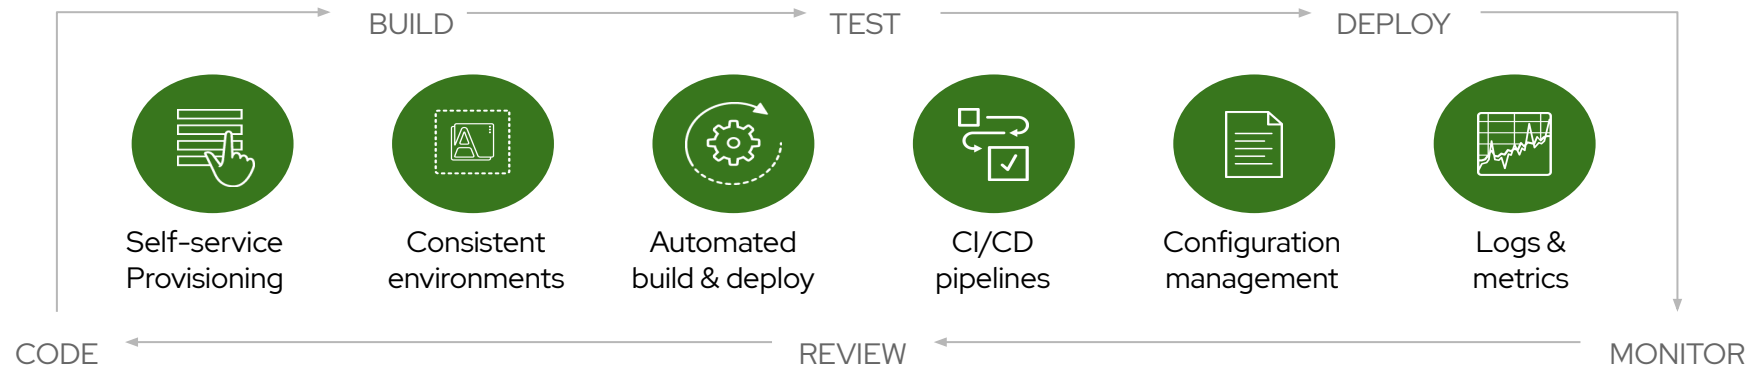 BUILD
TEST
DEPLOY
Self-service
Provisioning
Consistent
environments
Automated
build & deploy
CI/CD
pipelines
Configuration
management
Logs &
metrics
CODE
REVIEW
MONITOR